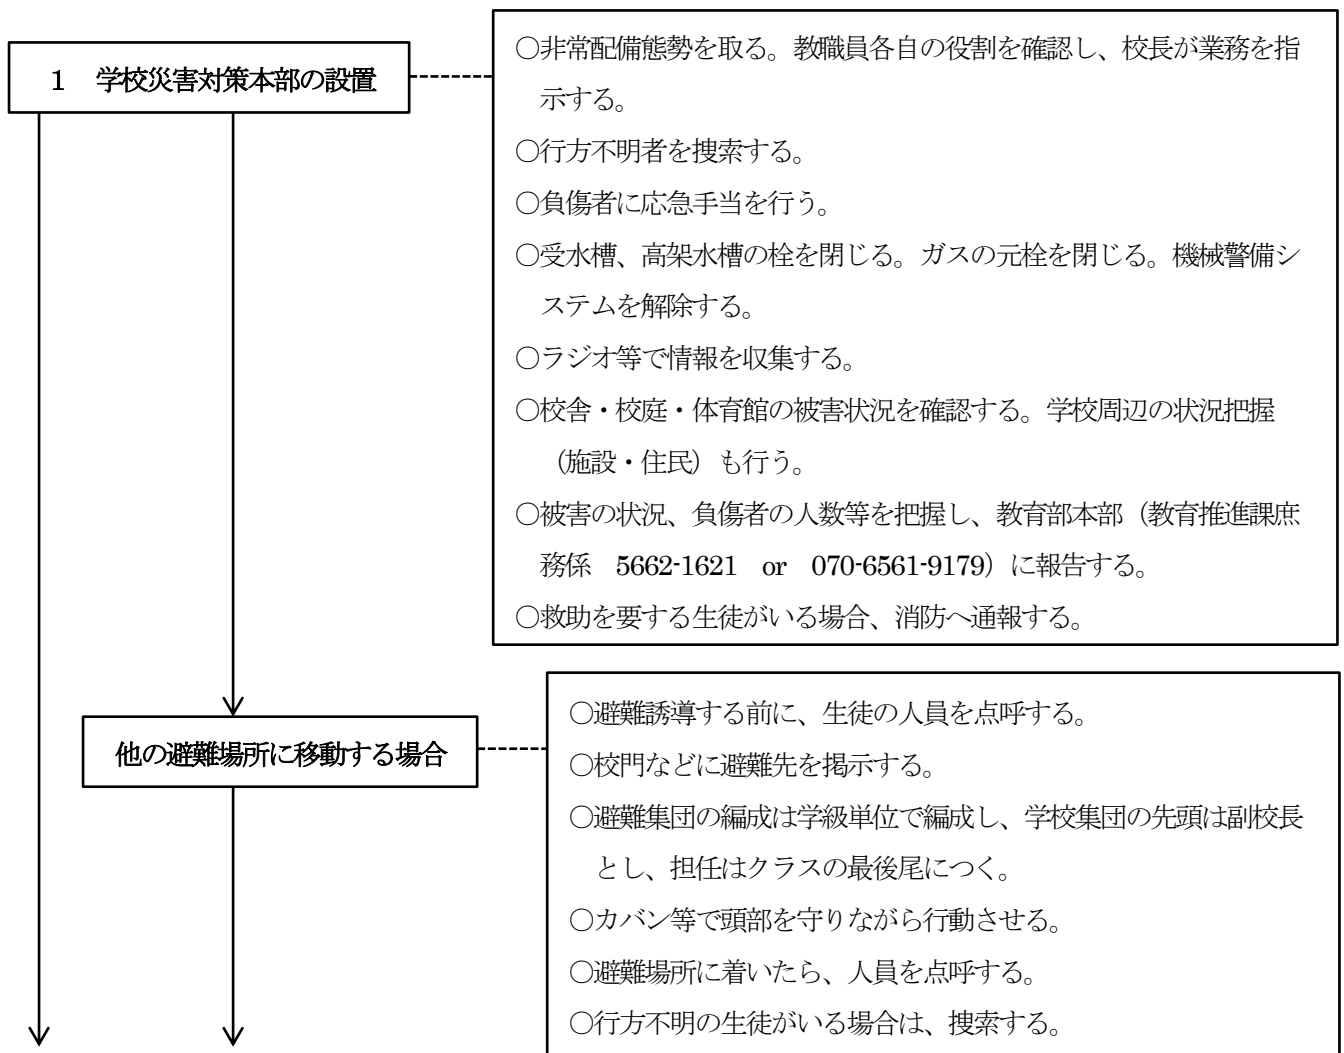 1 学校災害対策本部の設置
○非常配備態勢を取る。教職員各自の役割を確認し、校長が業務を指
示する。
○行方不明者を捜索する。
○負傷者に応急手当を行う。
○受水槽、高架水槽の栓を閉じる。ガスの元栓を閉じる。機械警備シ
ステムを解除する。
○ラジオ等で情報を収集する。
○校舎・校庭・体育館の被害状況を確認する。学校周辺の状況把握
（施設・住民）も行う。
○被害の状況、負傷者の人数等を把握し、教育部本部（教育推進課庶
務係 5662-1621 or 070-6561-9179）に報告する。
○救助を要する生徒がいる場合、消防へ通報する。
他の避難場所に移動する場合
○避難誘導する前に、生徒の人員を点呼する。
○校門などに避難先を掲示する。
○避難集団の編成は学級単位で編成し、学校集団の先頭は副校長
とし、担任はクラスの最後尾につく。
○カバン等で頭部を守りながら行動させる。
○避難場所に着いたら、人員を点呼する。
○行方不明の生徒がいる場合は、捜索する。